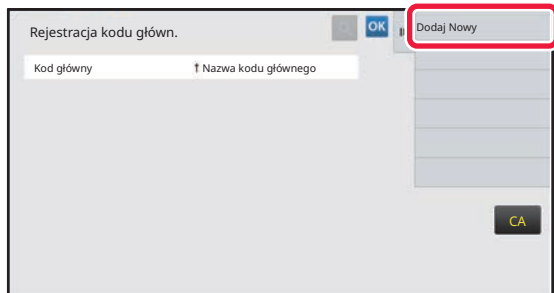 Rejestracja kodu główn.
OK
Dodaj Nowy
Kod główny
Nazwa kodu głównego
CA